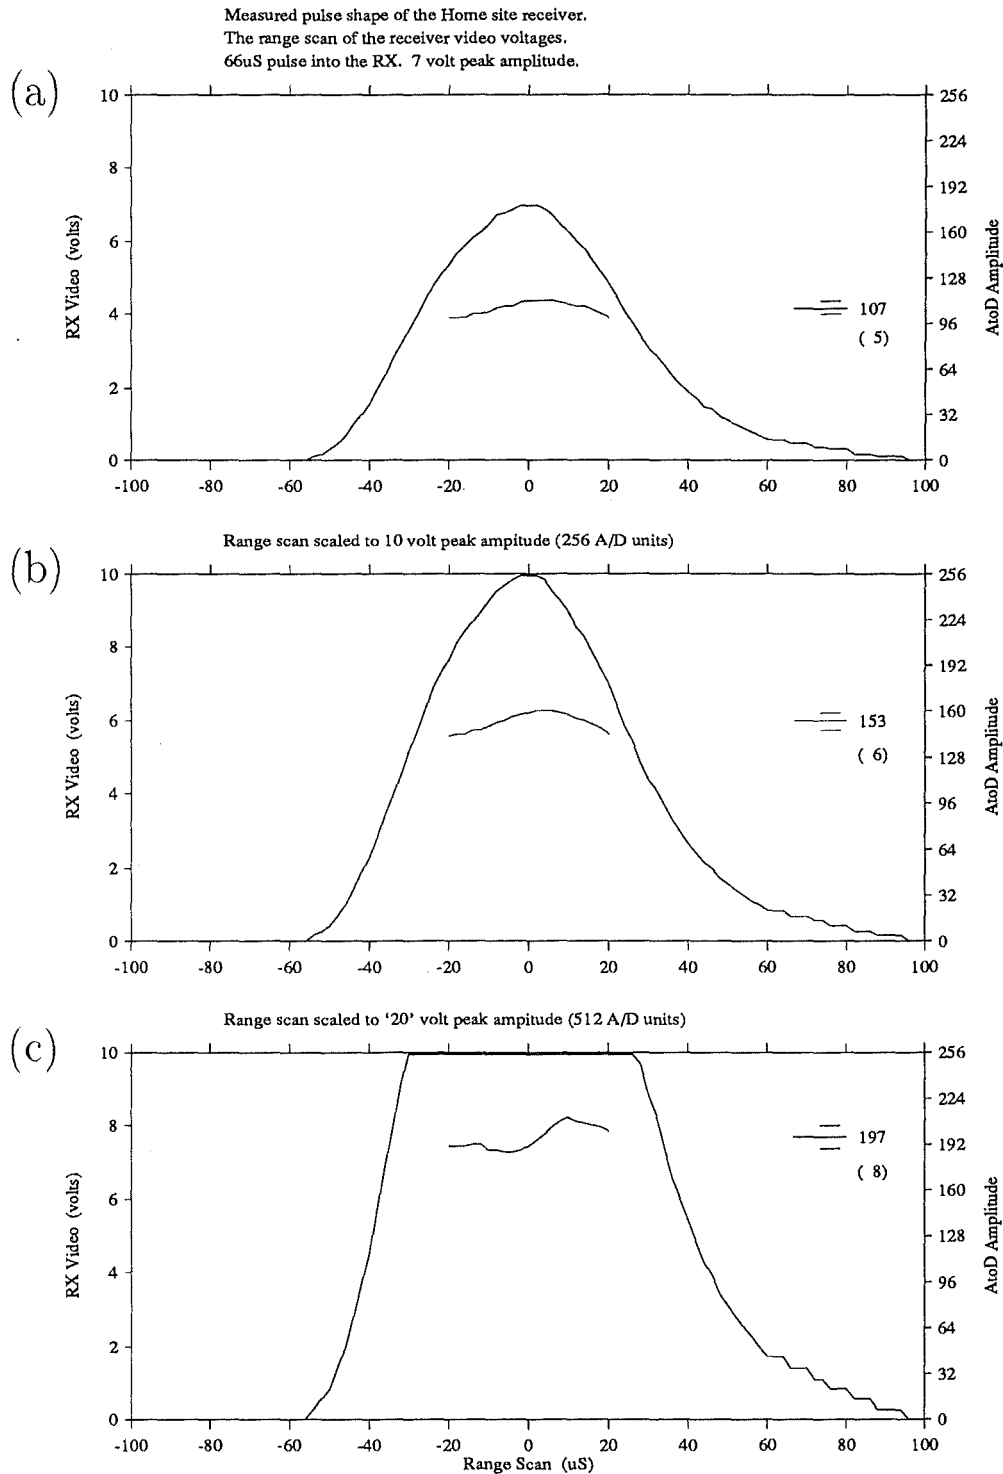 Measured pulse shape of the Home site receiver.
The range scan of the receiver video voltages.
66uS pulse into the RX. 7 volt peak amplitude.
(a)
10
8
6
4
2
0
RX Video (volts)
256
224
192
160
128
96
64
32
0
AtoD Amplitude
107
( 5)
-100 -80 -60 -40 -20 0 20 40 60 80 100
Range scan scaled to 10 volt peak ampitude (256 A/D units)
(b)
10
8
6
4
2
0
RX Video (volts)
256
224
192
160
128
96
64
32
0
AtoD Amplitude
153
( 6)
-100 -80 -60 -40 -20 0 20 40 60 80 100
Range scan scaled to '20' volt peak ampitude (512 A/D units)
(c)
10
8
6
4
2
0
RX Video (volts)
256
224
192
160
128
96
64
32
0
AtoD Amplitude
197
( 8)
-100 -80 -60 -40 -20 0 20 40 60 80 100
Range Scan (uS)